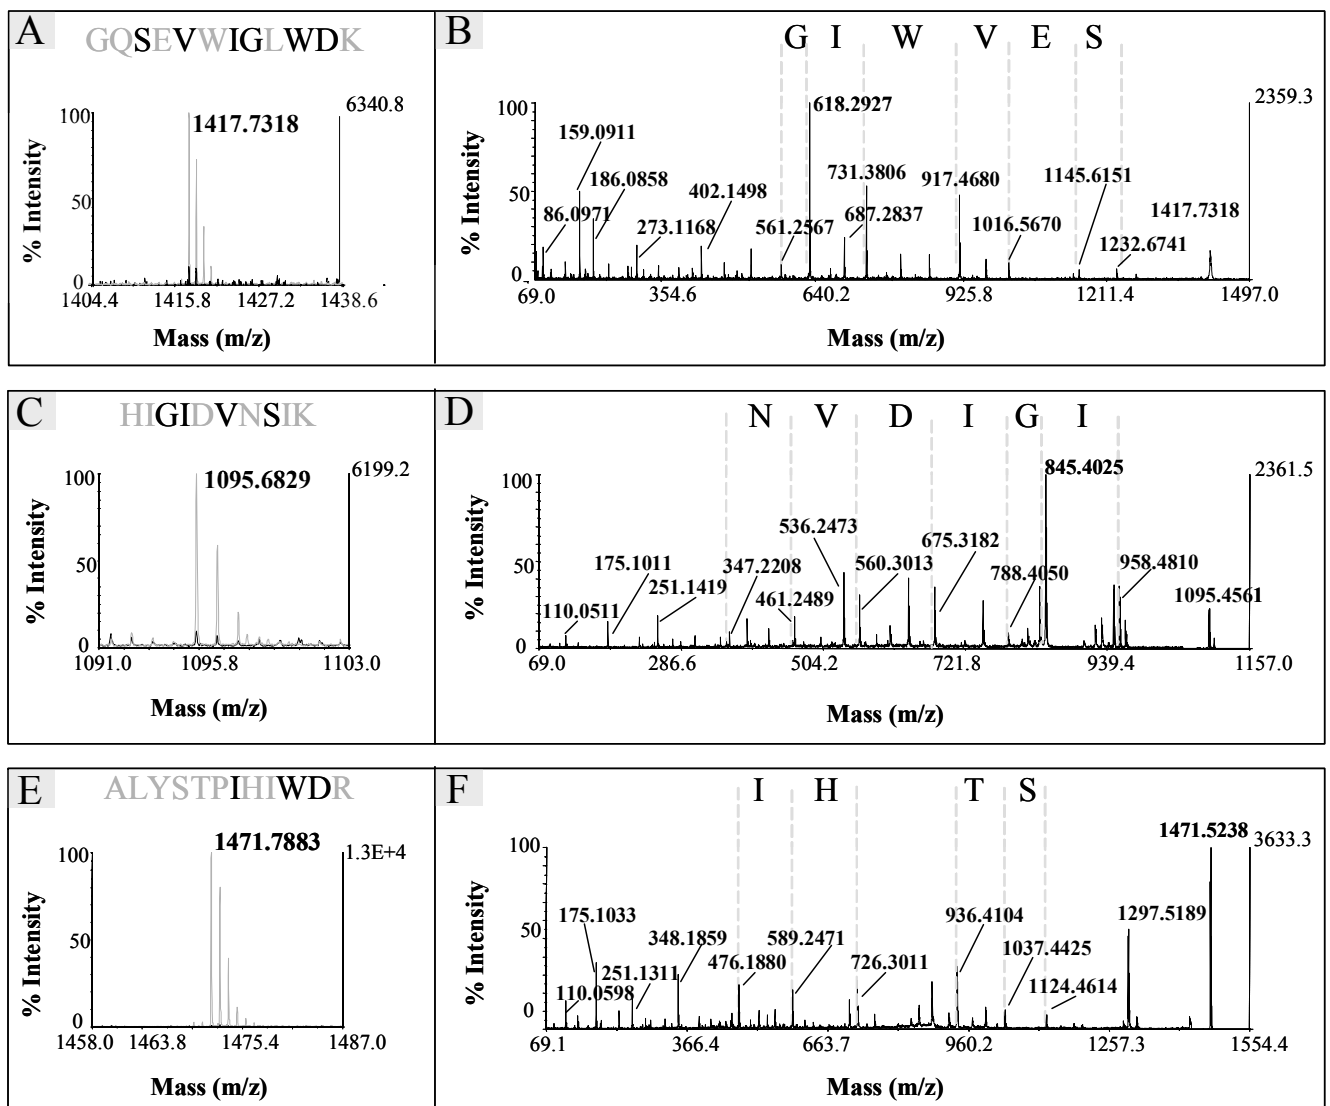 A
GQSEVWIGLWDK
6340.8
1417.7318
100
50
0
% Intensity
1404.4 1415.8 1427.2 1438.6
Mass (m/z)
B
G I W V E S
2359.3
618.2927
159.0911
186.0858
86.0971
273.1168
402.1498
561.2567
731.3806
687.2837
917.4680
1016.5670
1145.6151
1232.6741
1417.7318
100
50
0
% Intensity
69.0 354.6 640.2 925.8 1211.4 1497.0
Mass (m/z)
C
HIGIDVNSIK
6199.2
1095.6829
100
50
0
% Intensity
1091.0 1095.8 1103.0
Mass (m/z)
D
N V D I G I
2361.5
845.4025
536.2473
675.3182
175.1011
347.2208
560.3013
788.4050
958.4810
251.1419
461.2489
110.0511
1095.4561
100
50
0
% Intensity
69.0 286.6 504.2 721.8 939.4 1157.0
Mass (m/z)
E
ALYSTPIHIWDR
1.3E+4
1471.7883
100
50
0
% Intensity
1458.0 1463.8 1475.4 1487.0
Mass (m/z)
F
I H T S
3633.3
1471.5238
175.1033
348.1859
589.2471
936.4104
1297.5189
251.1311
476.1880
726.3011
1037.4425
110.0598
1124.4614
100
50
0
% Intensity
69.1 366.4 663.7 960.2 1257.3 1554.4
Mass (m/z)